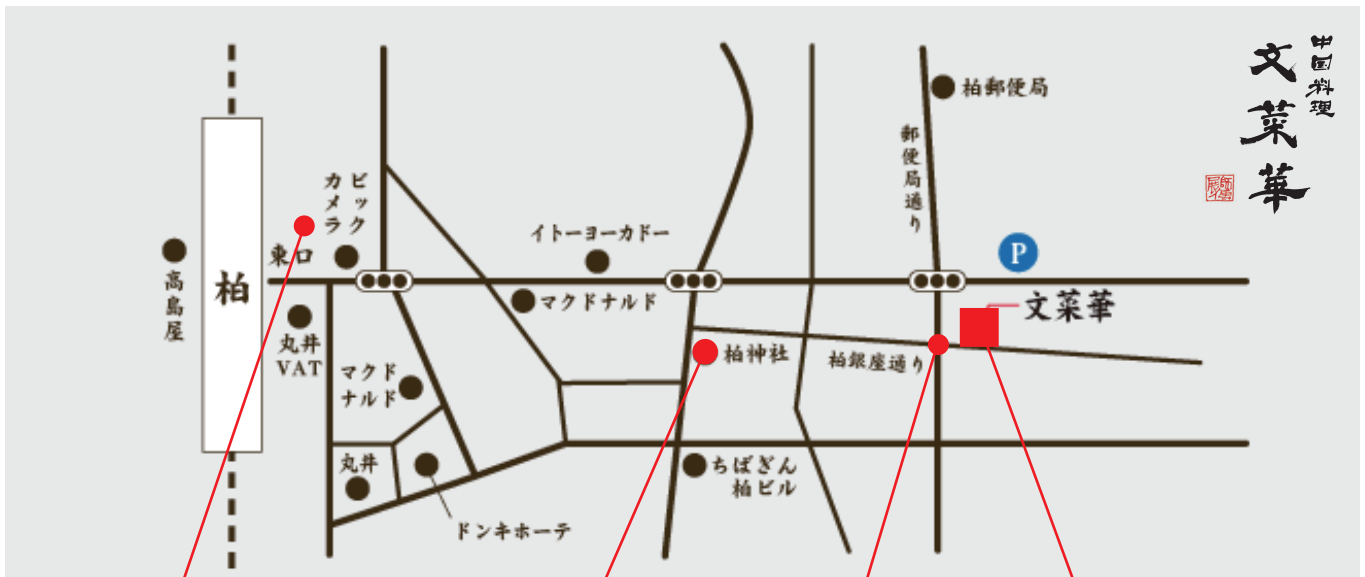 中国料理
文菜華
柏郵便局
郵便局通り
ビック
カメラ
イトーヨーカドー
東口
P
柏
高島屋
マクドナルド
文菜華
丸井
VAT
柏神社
柏銀座通り
マクド
ナルド
丸井
ちばぎん
柏ビル
ドンキホーテ